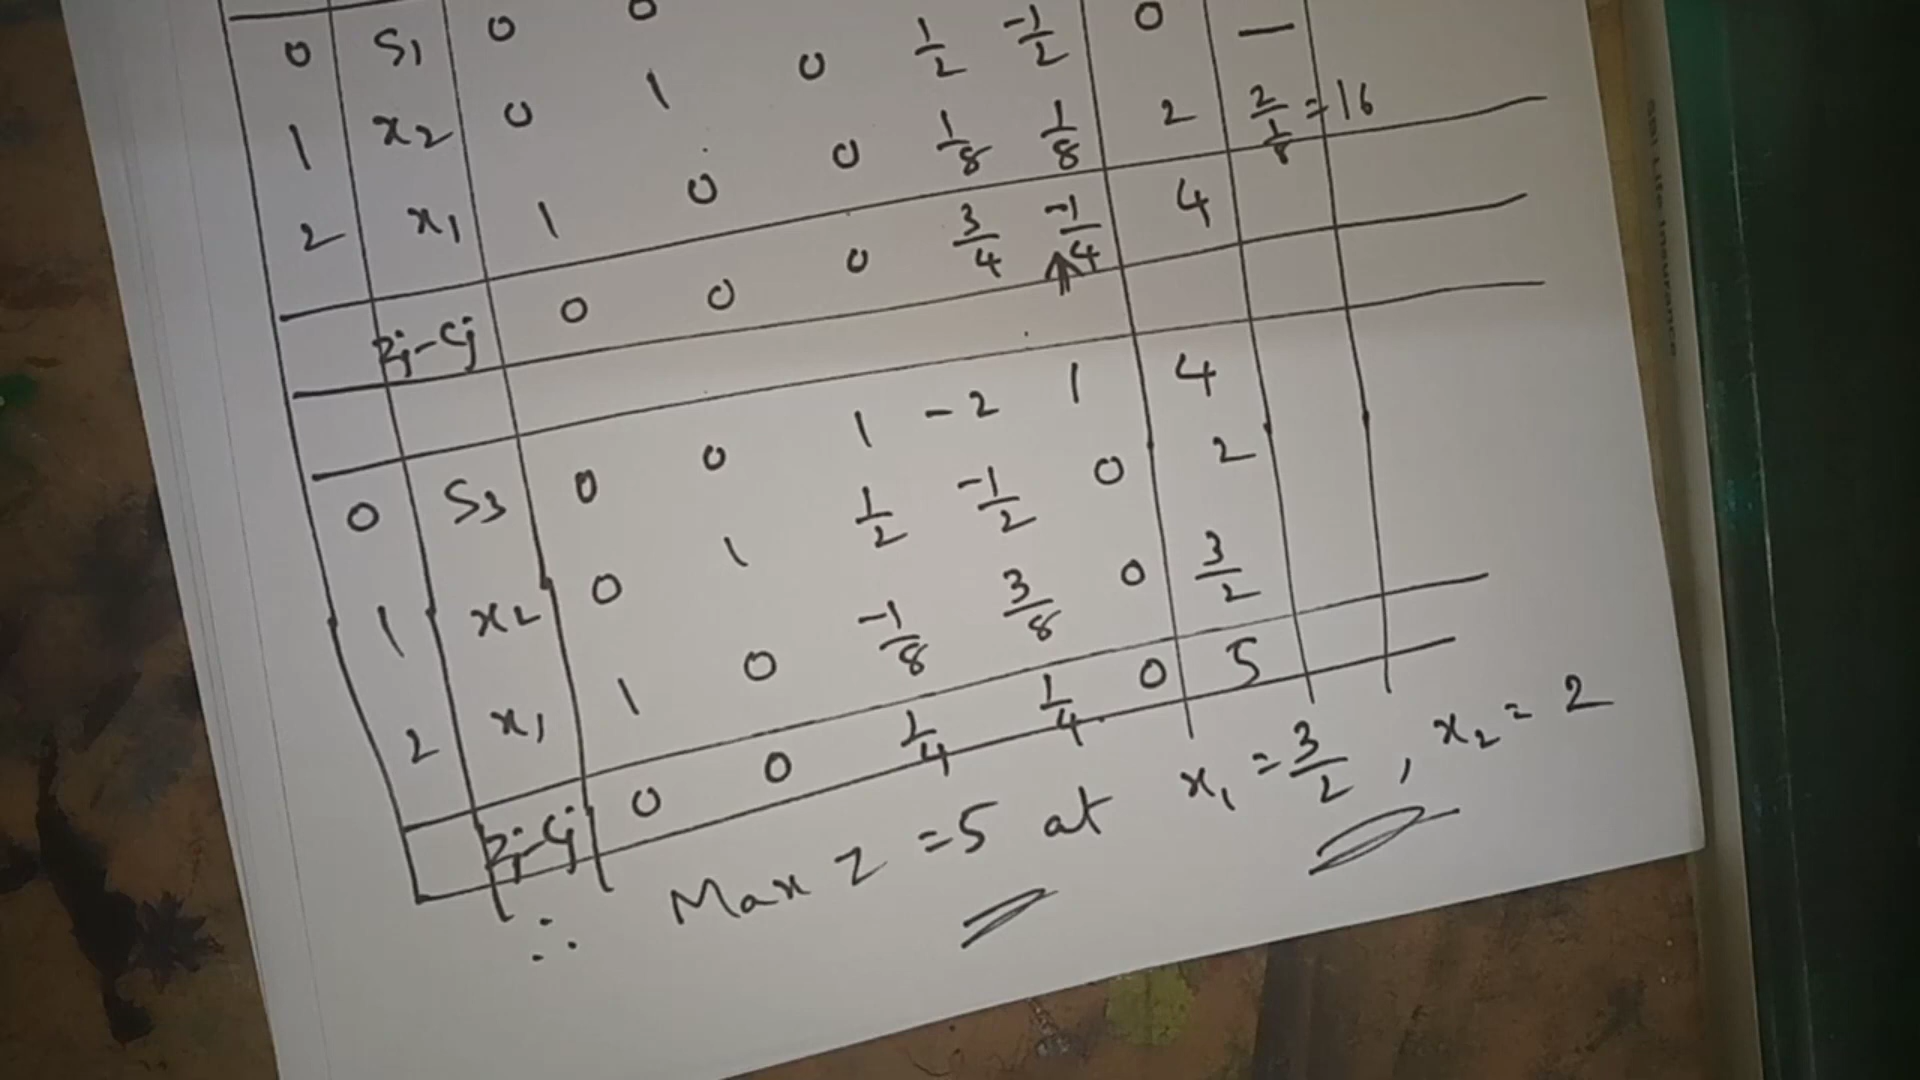 0 S1 0 0
1 x2 0 1 0 1/2 -1/2 0 —
2 x1 1 0 0 1/8 1/8 2 2/(1/8) = 16
Zj-Cj 0 0 0 3/4 -1/4 4
0 S3 0 0 1 -2 1 4
1 x2 0 1 1/2 -1/2 0 2
2 x1 1 0 -1/8 3/8 0 3/2
Zj-Cj 0 0 1/4 1/4 0 5
∴ Max Z = 5 at x1 = 3/2, x2 = 2